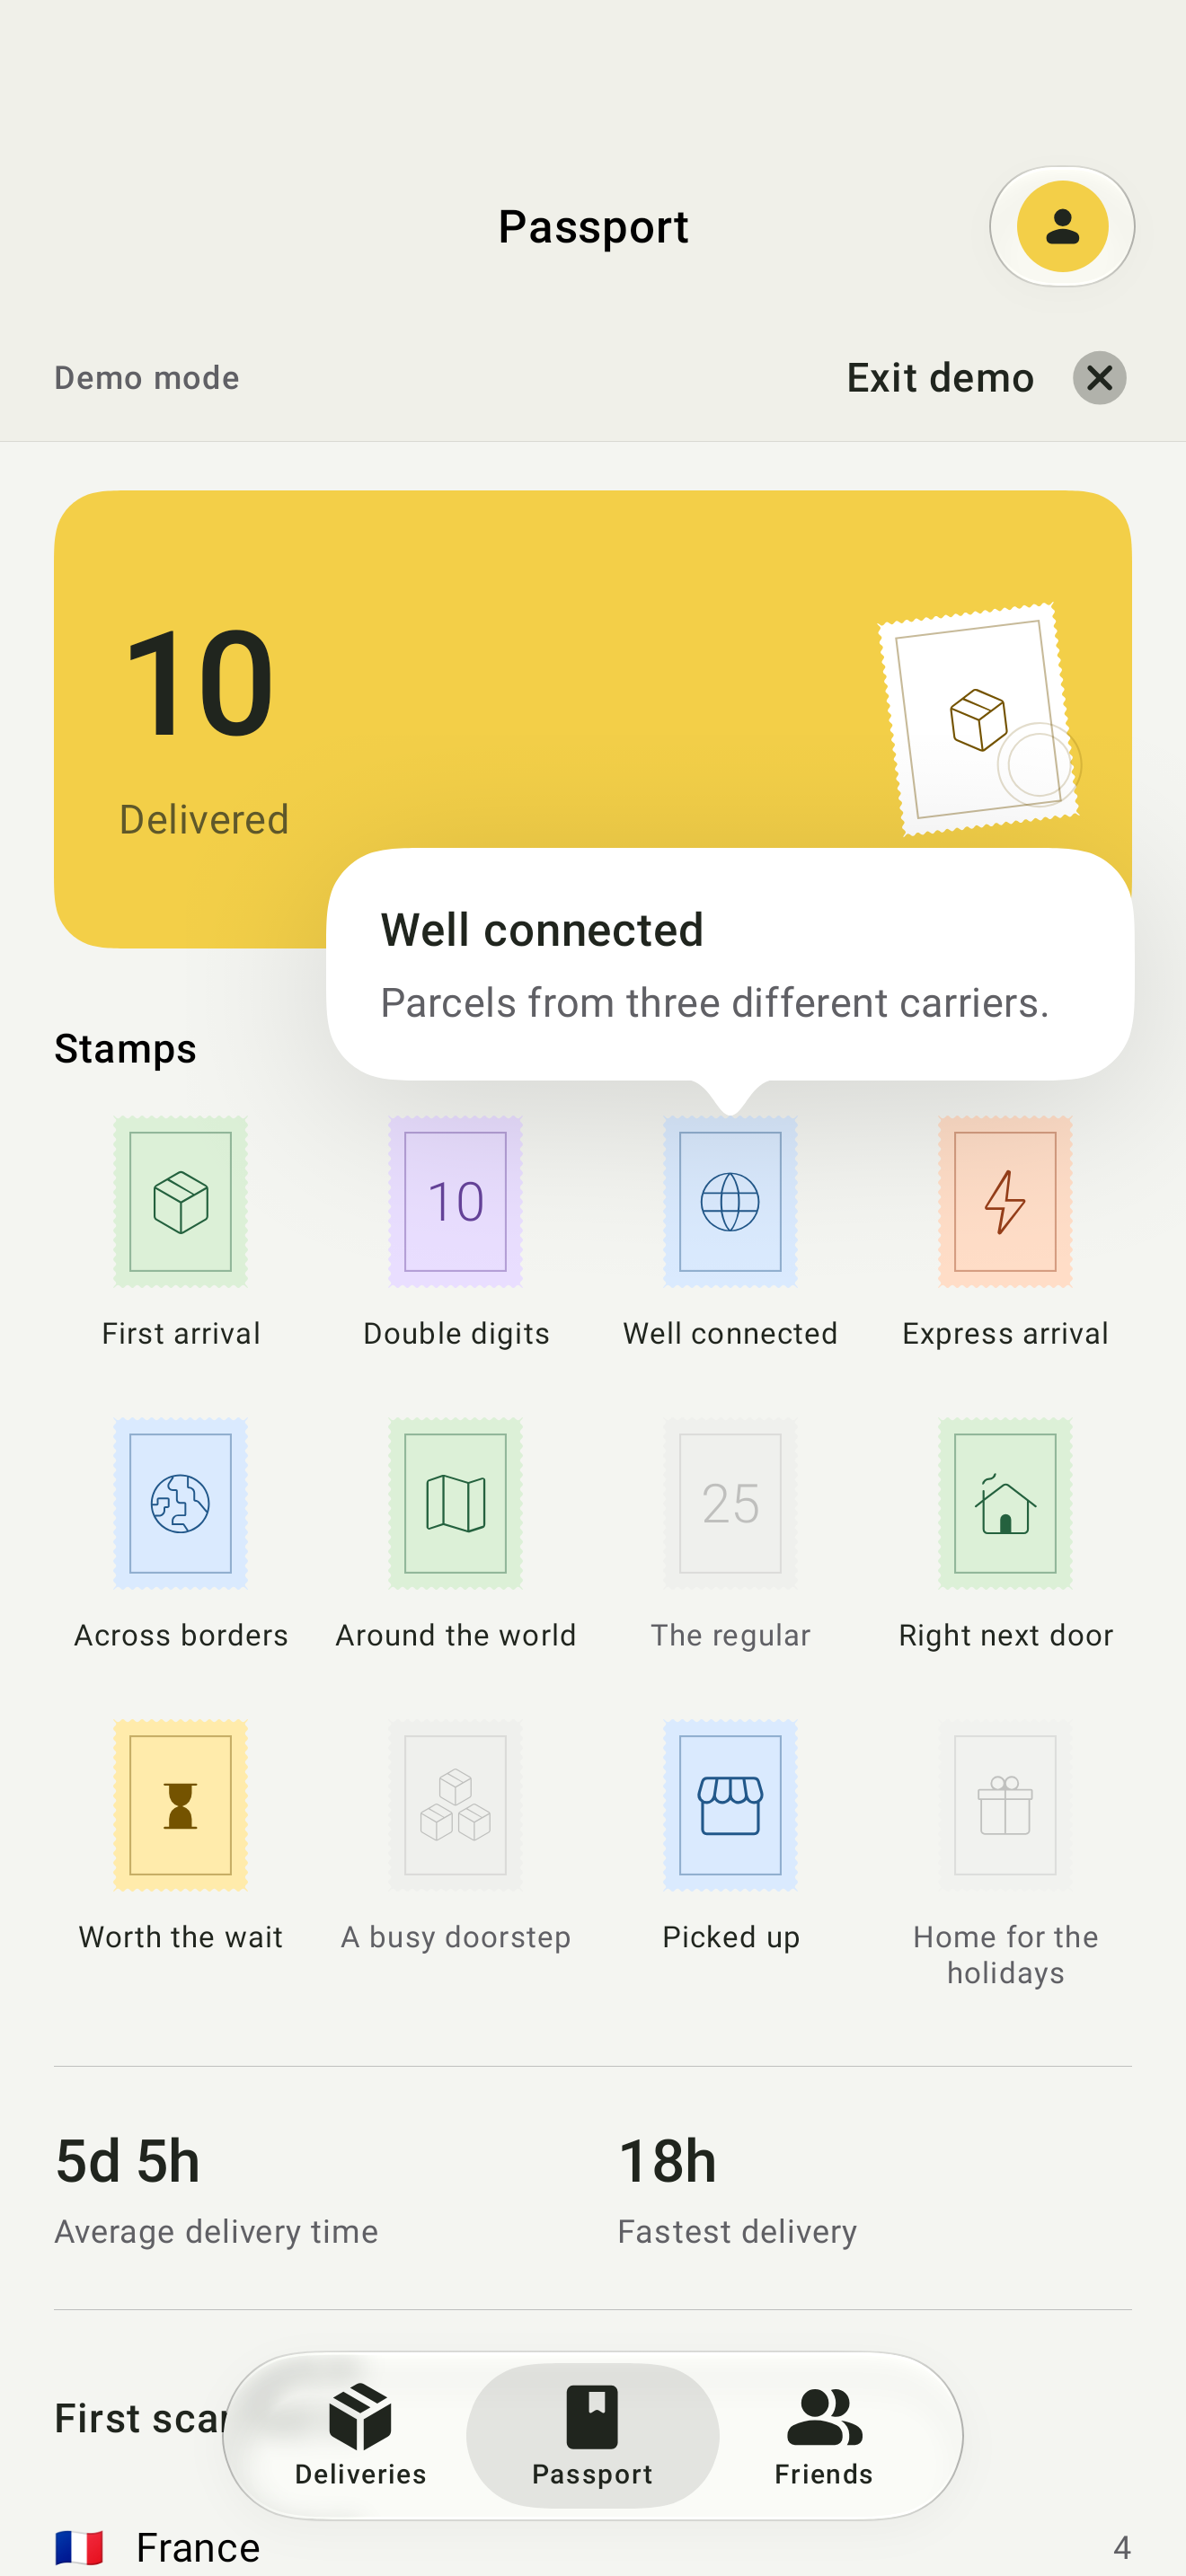 Passport
Demo mode
Exit demo
10
Delivered
Well connected
Parcels from three different carriers.
Stamps
10
First arrival
Double digits
Well connected
Express arrival
25
Across borders
Around the world
The regular
Right next door
Worth the wait
A busy doorstep
Picked up
Home for the
holidays
5d 5h
18h
Average delivery time
Fastest delivery
First
Deliveries
Passport
Friends
France
4